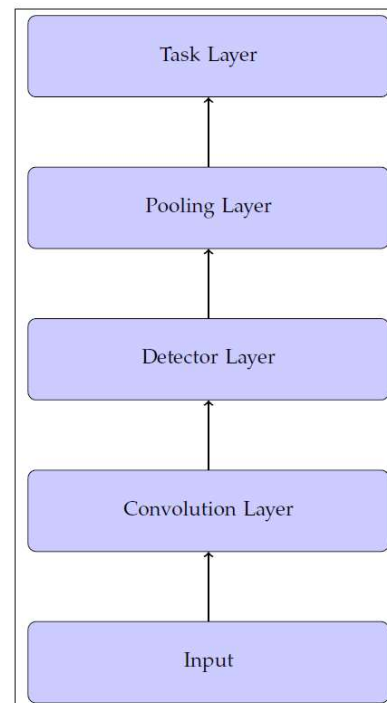 Task Layer
Pooling Layer
Detector Layer
Convolution Layer
Input